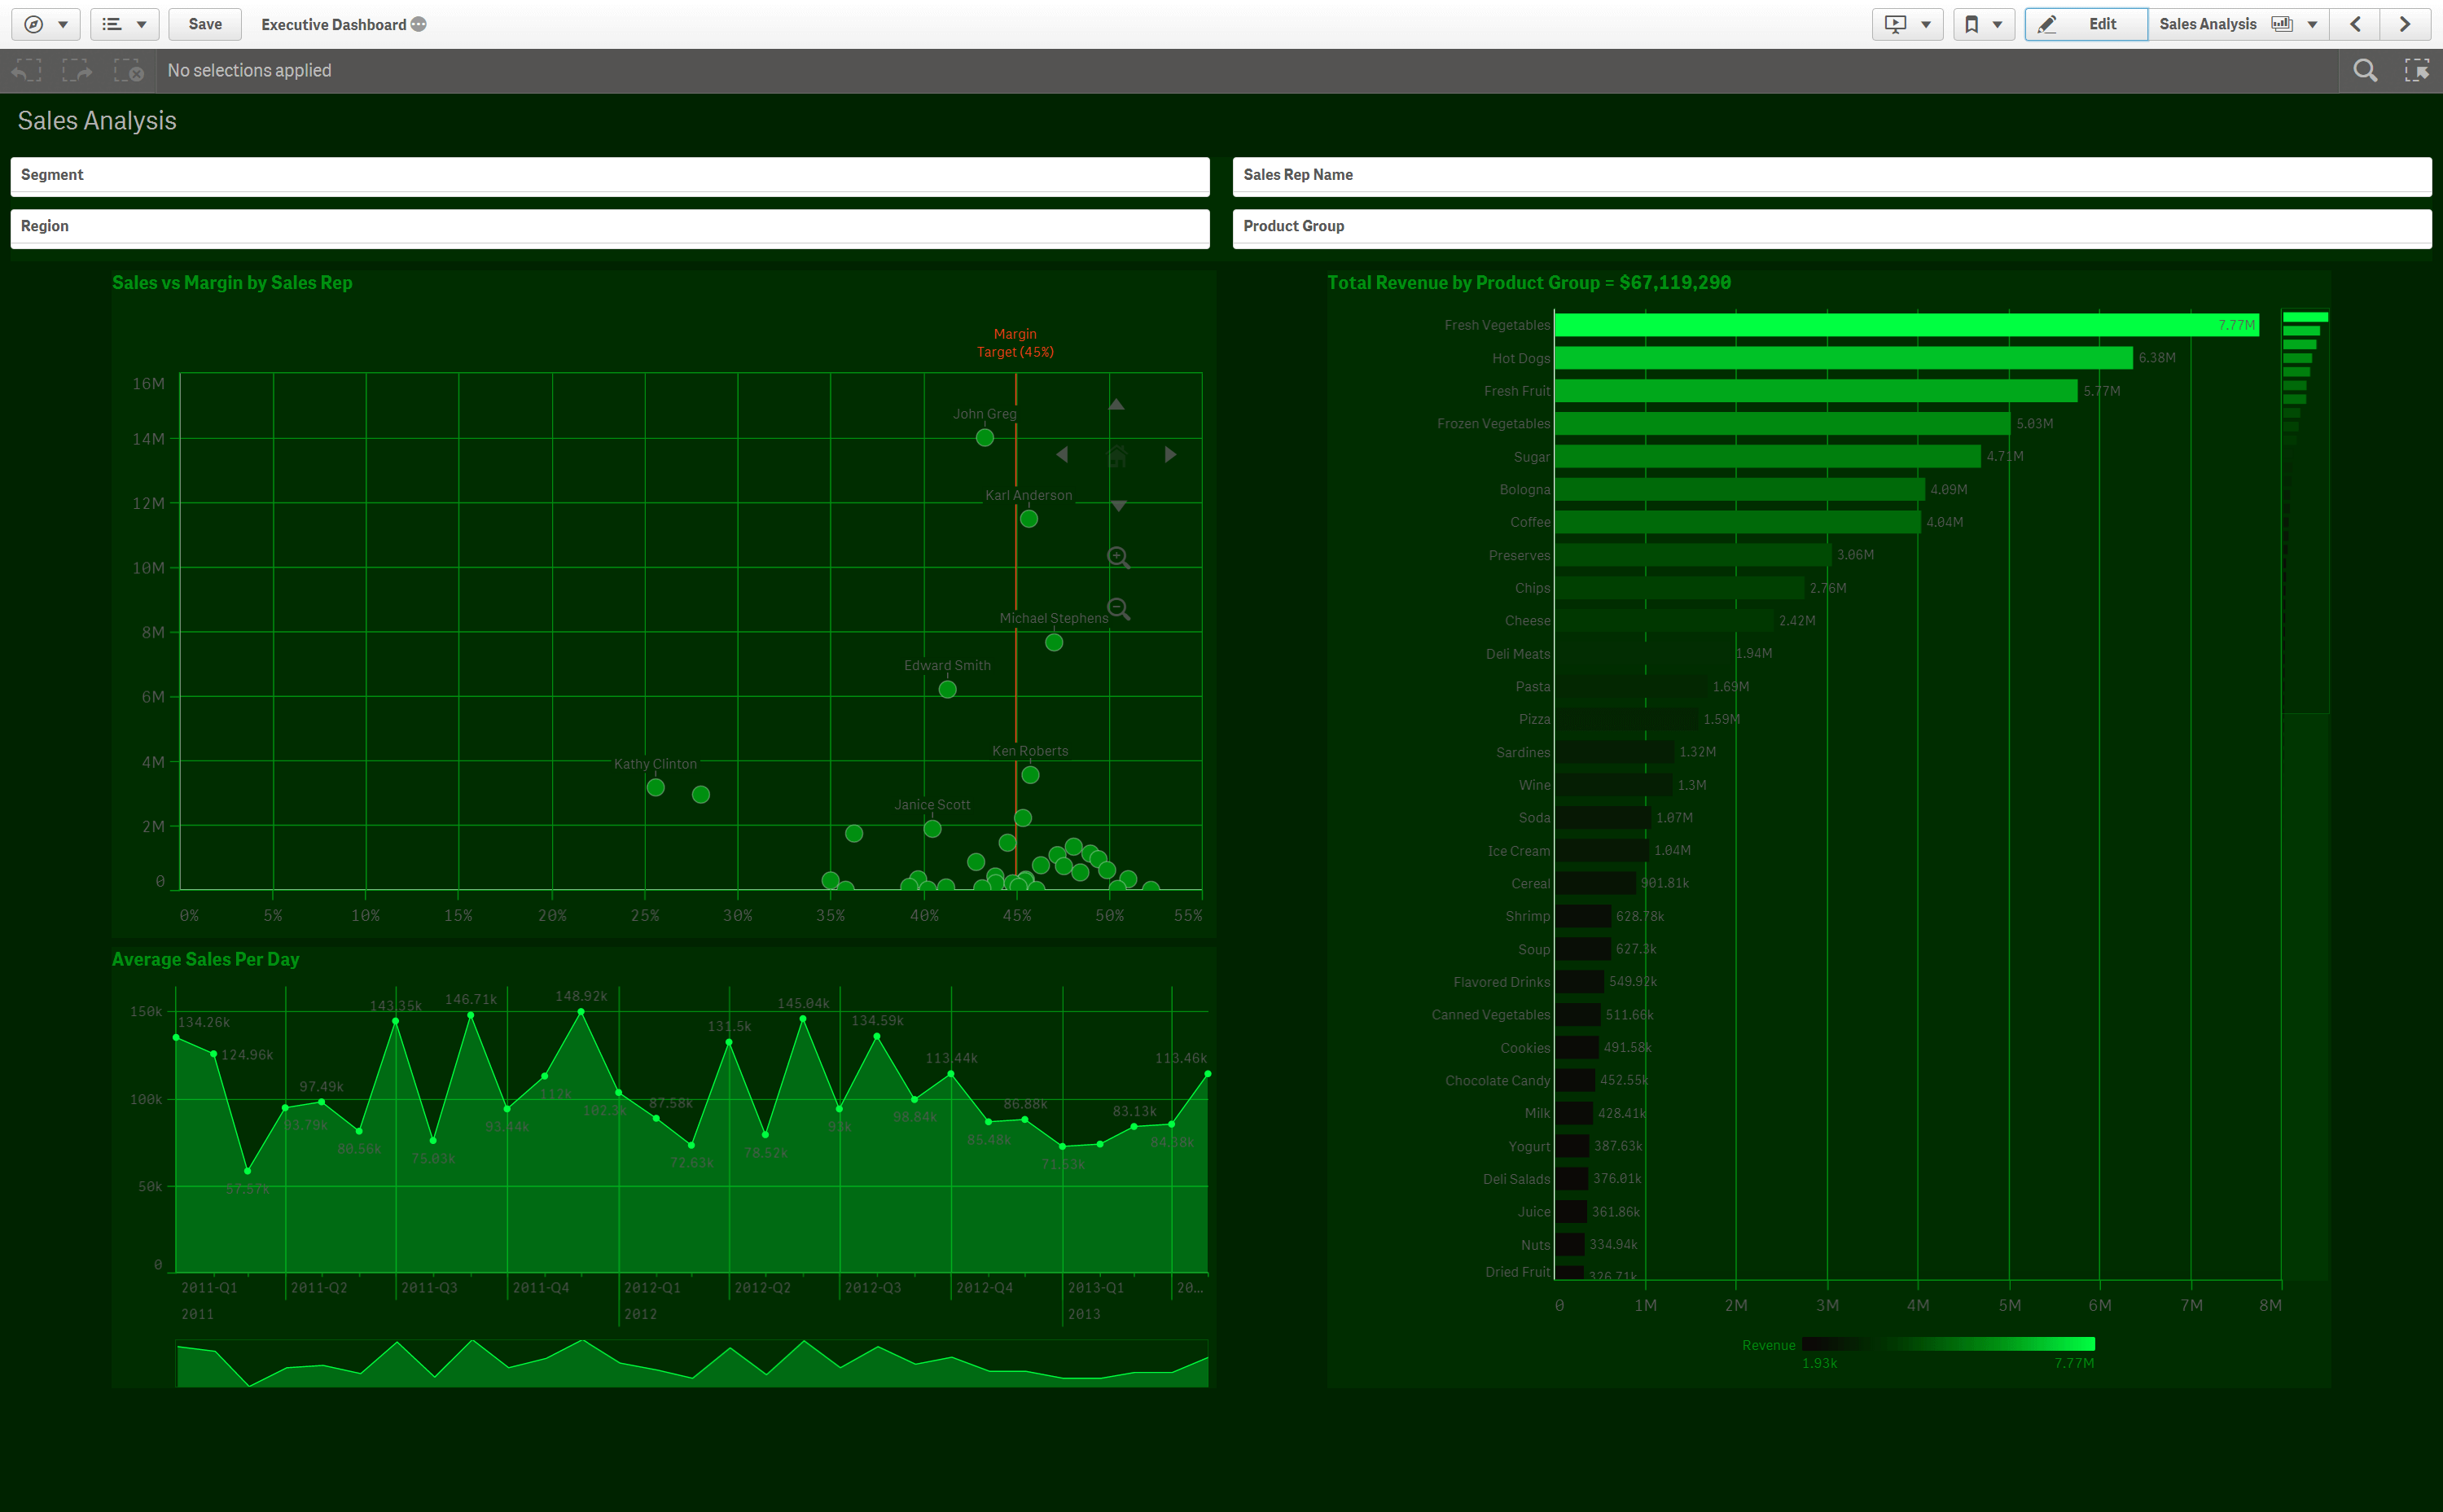 Save
Executive Dashboard
Edit
Sales Analysis
No selections applied
Sales Analysis
Segment
Sales Rep Name
Region
Product Group
Sales vs Margin by Sales Rep
Margin
Target (45%)
16M
14M
12M
10M
8M
6M
4M
2M
0
John Greg
Karl Anderson
Michael Stephens
Edward Smith
Ken Roberts
Kathy Clinton
Janice Scott
0% 5% 10% 15% 20% 25% 30% 35% 40% 45% 50% 55%
Average Sales Per Day
150k
100k
50k
0
134.26k
124.96k
57.57k
93.79k
97.49k
80.56k
143.35k
75.03k
146.71k
93.44k
112k
148.92k
102.3k
87.58k
72.63k
131.5k
78.52k
145.04k
93k
134.59k
98.84k
113.44k
85.48k
86.88k
71.53k
83.13k
84.38k
113.46k
2011-Q1 2011-Q2 2011-Q3 2011-Q4 2012-Q1 2012-Q2 2012-Q3 2012-Q4 2013-Q1 20...
2011 2012 2013
Total Revenue by Product Group = $67,119,290
Fresh Vegetables 7.77M
Hot Dogs 6.38M
Fresh Fruit 5.77M
Frozen Vegetables 5.03M
Sugar 4.71M
Bologna 4.09M
Coffee 4.04M
Preserves 3.06M
Chips 2.76M
Cheese 2.42M
Deli Meats 1.94M
Pasta 1.69M
Pizza 1.59M
Sardines 1.32M
Wine 1.3M
Soda 1.07M
Ice Cream 1.04M
Cereal 901.81k
Shrimp 628.78k
Soup 627.3k
Flavored Drinks 549.92k
Canned Vegetables 511.66k
Cookies 491.58k
Chocolate Candy 452.55k
Milk 428.41k
Yogurt 387.63k
Deli Salads 376.01k
Juice 361.86k
Nuts 334.94k
Dried Fruit 326.71k
0 1M 2M 3M 4M 5M 6M 7M 8M
Revenue
1.93k 7.77M